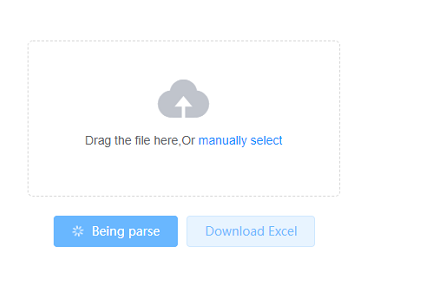 Drag the file here,Or manually select
Being parse
Download Excel